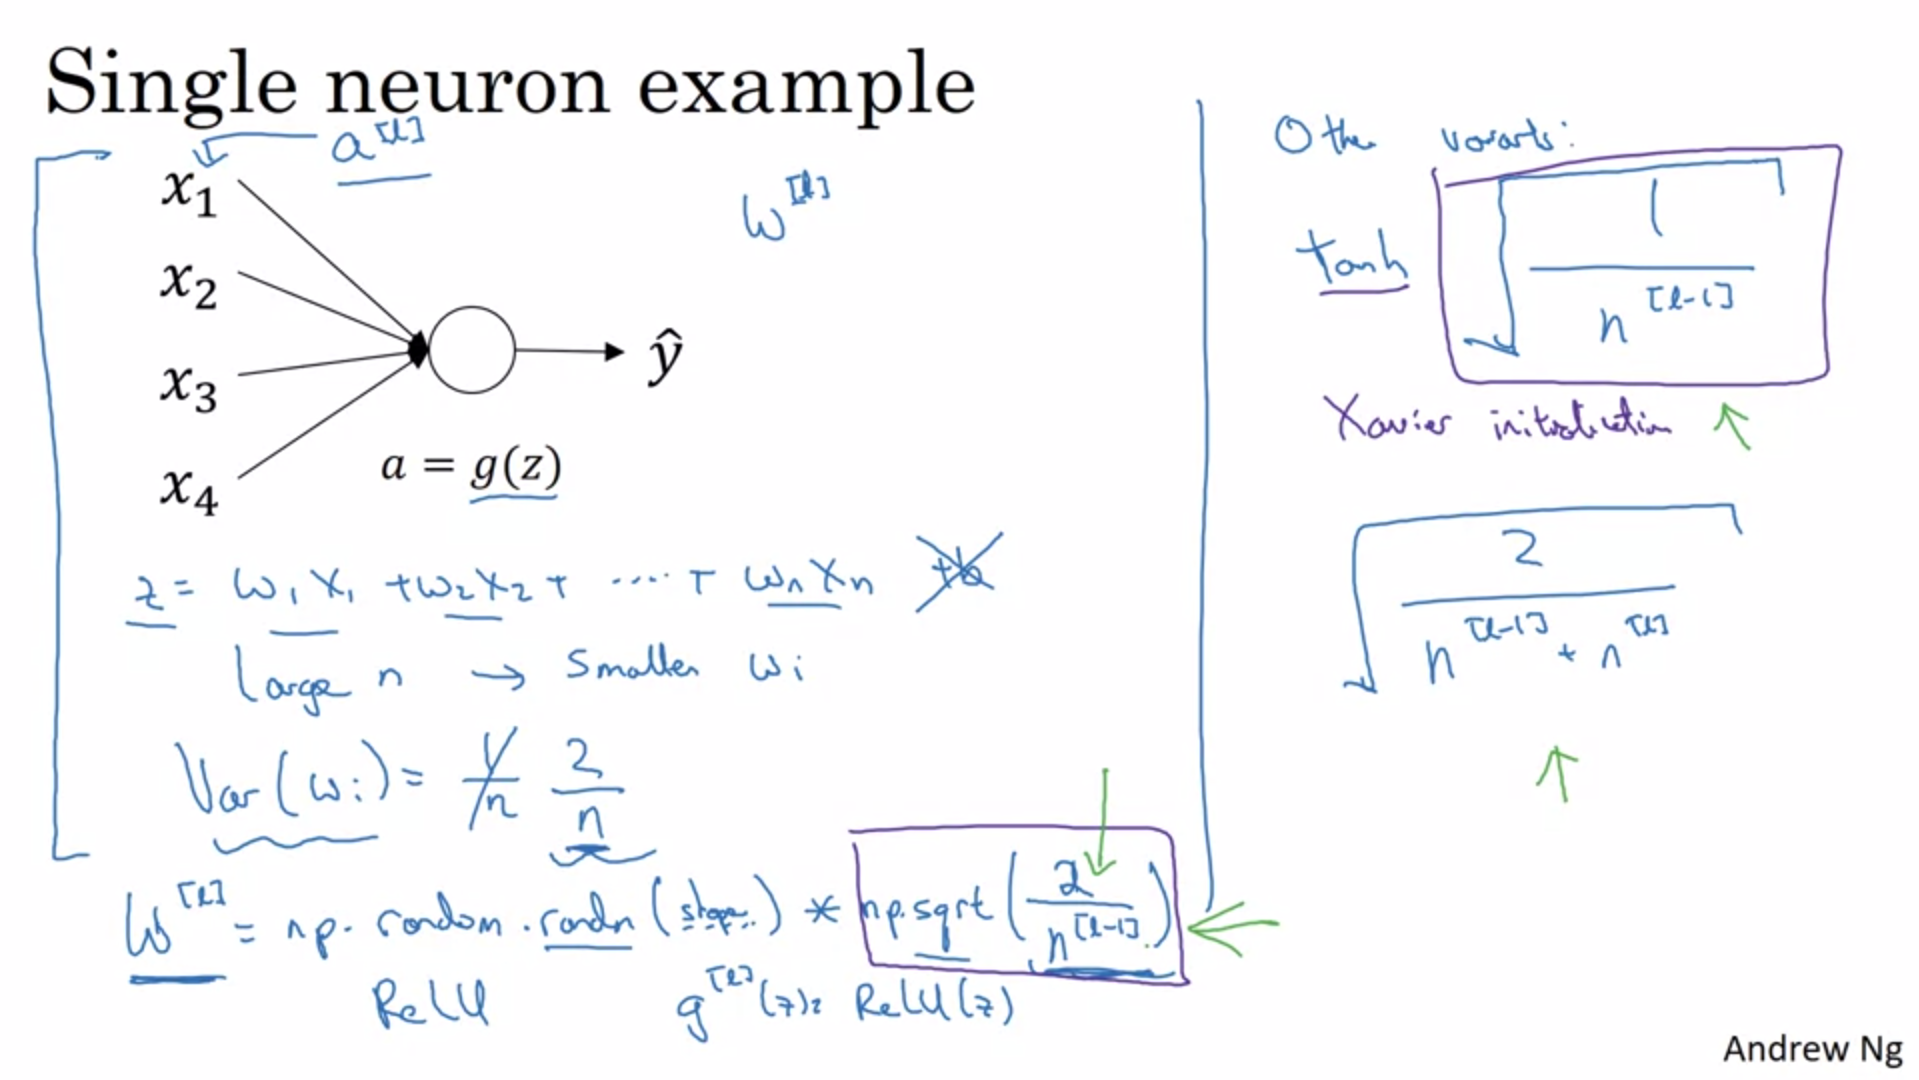 Single neuron example
a^[l]
x₁
x₂
x₃
x₄
W^[l]
ŷ
a = g(z)
z = w₁x₁ + w₂x₂ + ..... + wₙxₙ +b
Large n → Smaller wᵢ
Var(wᵢ) = 1/n 2/n
W^[l] = np.random.randn(shape) * np.sqrt(2/n^[l-1])
ReLU g^[l](z) = ReLU(z)
Other variants:
tanh √(1/n^[l-1])
Xavier initialization
√(2/(n^[l-1] + n^[l]))
Andrew Ng